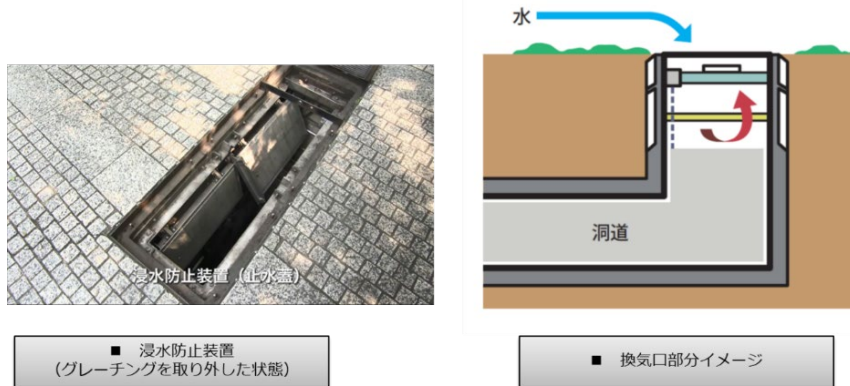 水
浸水防止装置（止水蓋）
洞道
■ 浸水防止装置
(グレーチングを取り外した状態)
■ 換気口部分イメージ